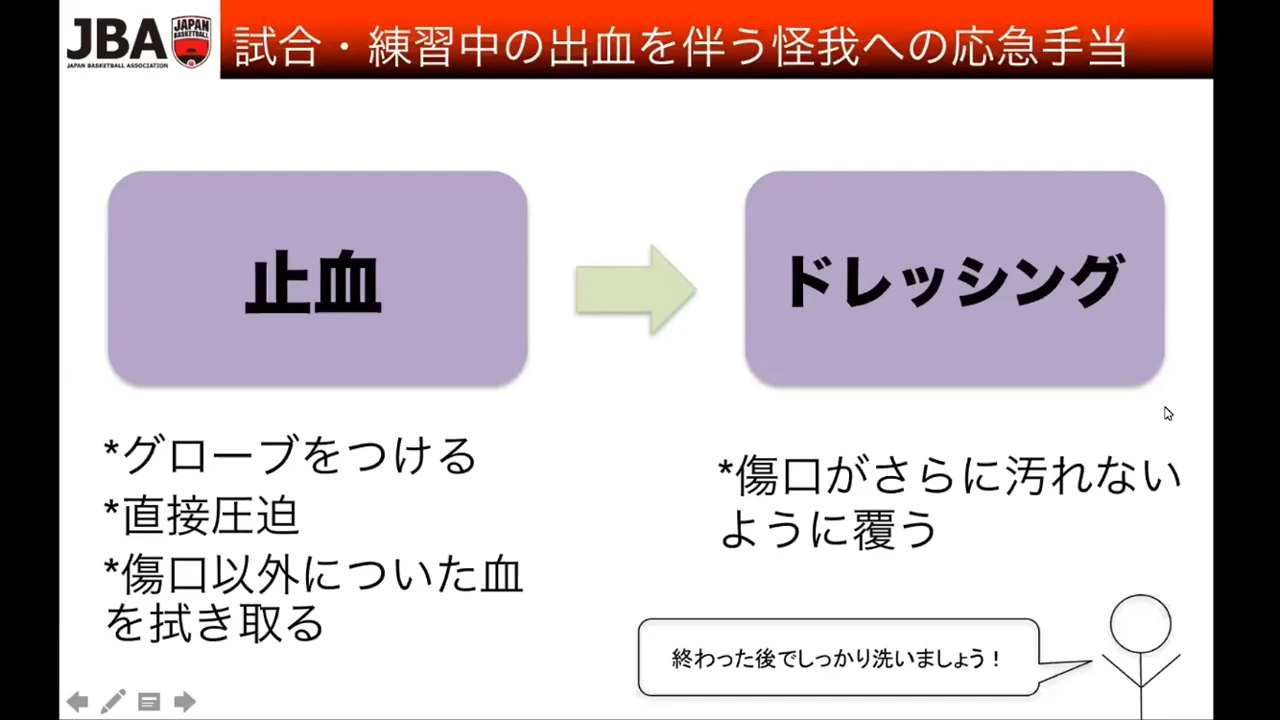 JBA
JAPAN BASKETBALL ASSOCIATION
JAPAN
BASKETBALL
試合・練習中の出血を伴う怪我への応急手当
止血
ドレッシング
*グローブをつける
*直接圧迫
*傷口以外についた血
を拭き取る
*傷口がさらに汚れない
ように覆う
終わった後でしっかり洗いましょう！